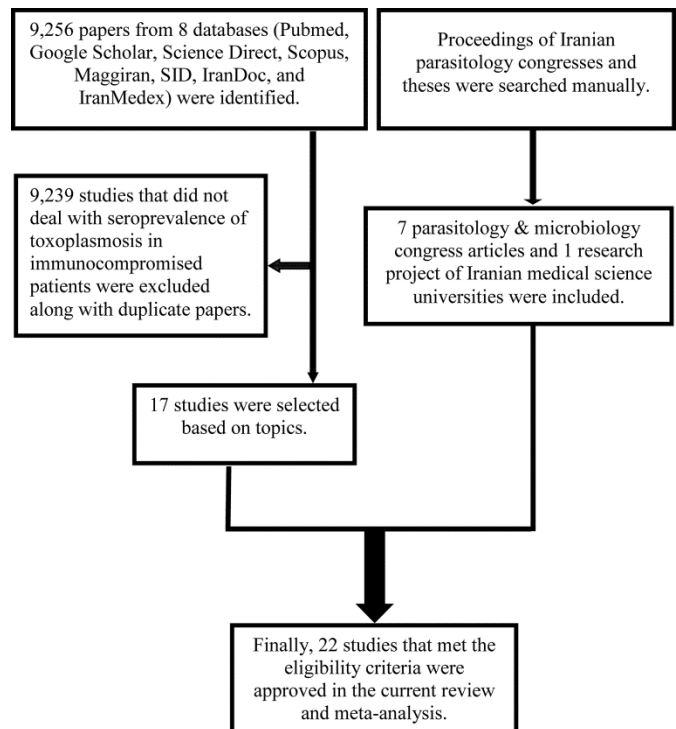 9,256 papers from 8 databases (Pubmed,
Google Scholar, Science Direct, Scopus,
Maggiran, SID, IranDoc, and
IranMedex) were identified.
Proceedings of Iranian
parasitology congresses and
theses were searched manually.
9,239 studies that did not
deal with seroprevalence of
toxoplasmosis in
immunocompromised
patients were excluded
along with duplicate papers.
7 parasitology & microbiology
congress articles and 1 research
project of Iranian medical science
universities were included.
17 studies were selected
based on topics.
Finally, 22 studies that met the
eligibility criteria were
approved in the current review
and meta-analysis.